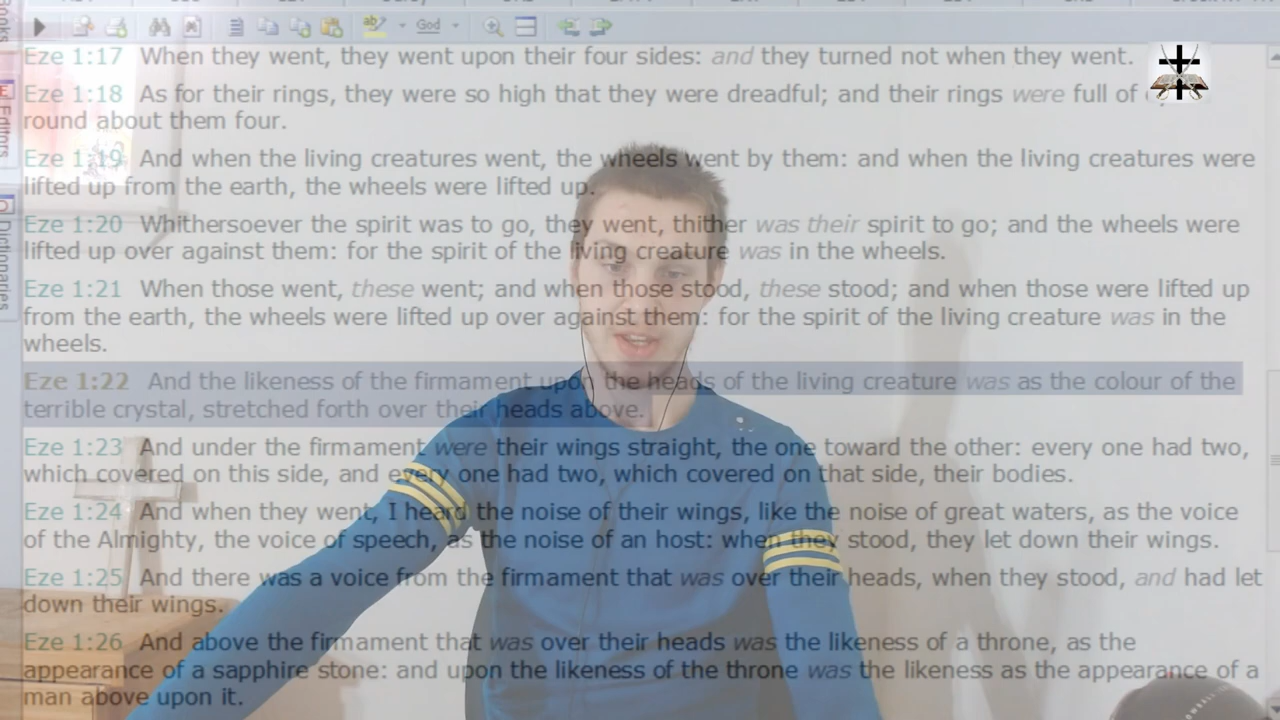 Eze 1:17 When they went, they went upon their four sides: and they turned not when they went.
Eze 1:18 As for their rings, they were so high that they were dreadful; and their rings were full of
round about them four.
Eze 1:19 And when the living creatures went, the wheels went by them: and when the living creatures were
lifted up from the earth, the wheels were lifted up.
Eze 1:20 Whithersoever the spirit was to go, they went, thither was their spirit to go; and the wheels were
lifted up over against them: for the spirit of the living creature was in the wheels.
Eze 1:21 When those went, these went; and when those stood, these stood; and when those were lifted up
from the earth, the wheels were lifted up over against them: for the spirit of the living creature was in the
wheels.
Eze 1:22 And the likeness of the firmament upon the heads of the living creature was as the colour of the
terrible crystal, stretched forth over their heads above.
Eze 1:23 And under the firmament were their wings straight, the one toward the other: every one had two,
which covered on this side, and every one had two, which covered on that side, their bodies.
Eze 1:24 And when they went, I heard the noise of their wings, like the noise of great waters, as the voice
of the Almighty, the voice of speech, as the noise of an host: when they stood, they let down their wings.
Eze 1:25 And there was a voice from the firmament that was over their heads, when they stood, and had let
down their wings.
Eze 1:26 And above the firmament that was over their heads was the likeness of a throne, as the
appearance of a sapphire stone: and upon the likeness of the throne was the likeness as the appearance of a
man above upon it.
God
Editors
Dictionaries